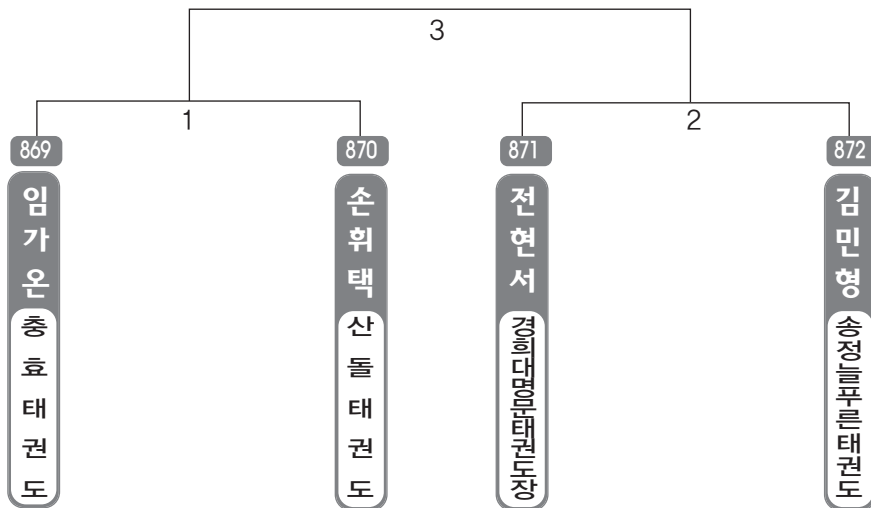 3
1
2
869
870
871
872
임가온
손휘택
전현서
김민형
충효태권도
산돌태권도
경희대명문태권도장
송정늘푸른태권도